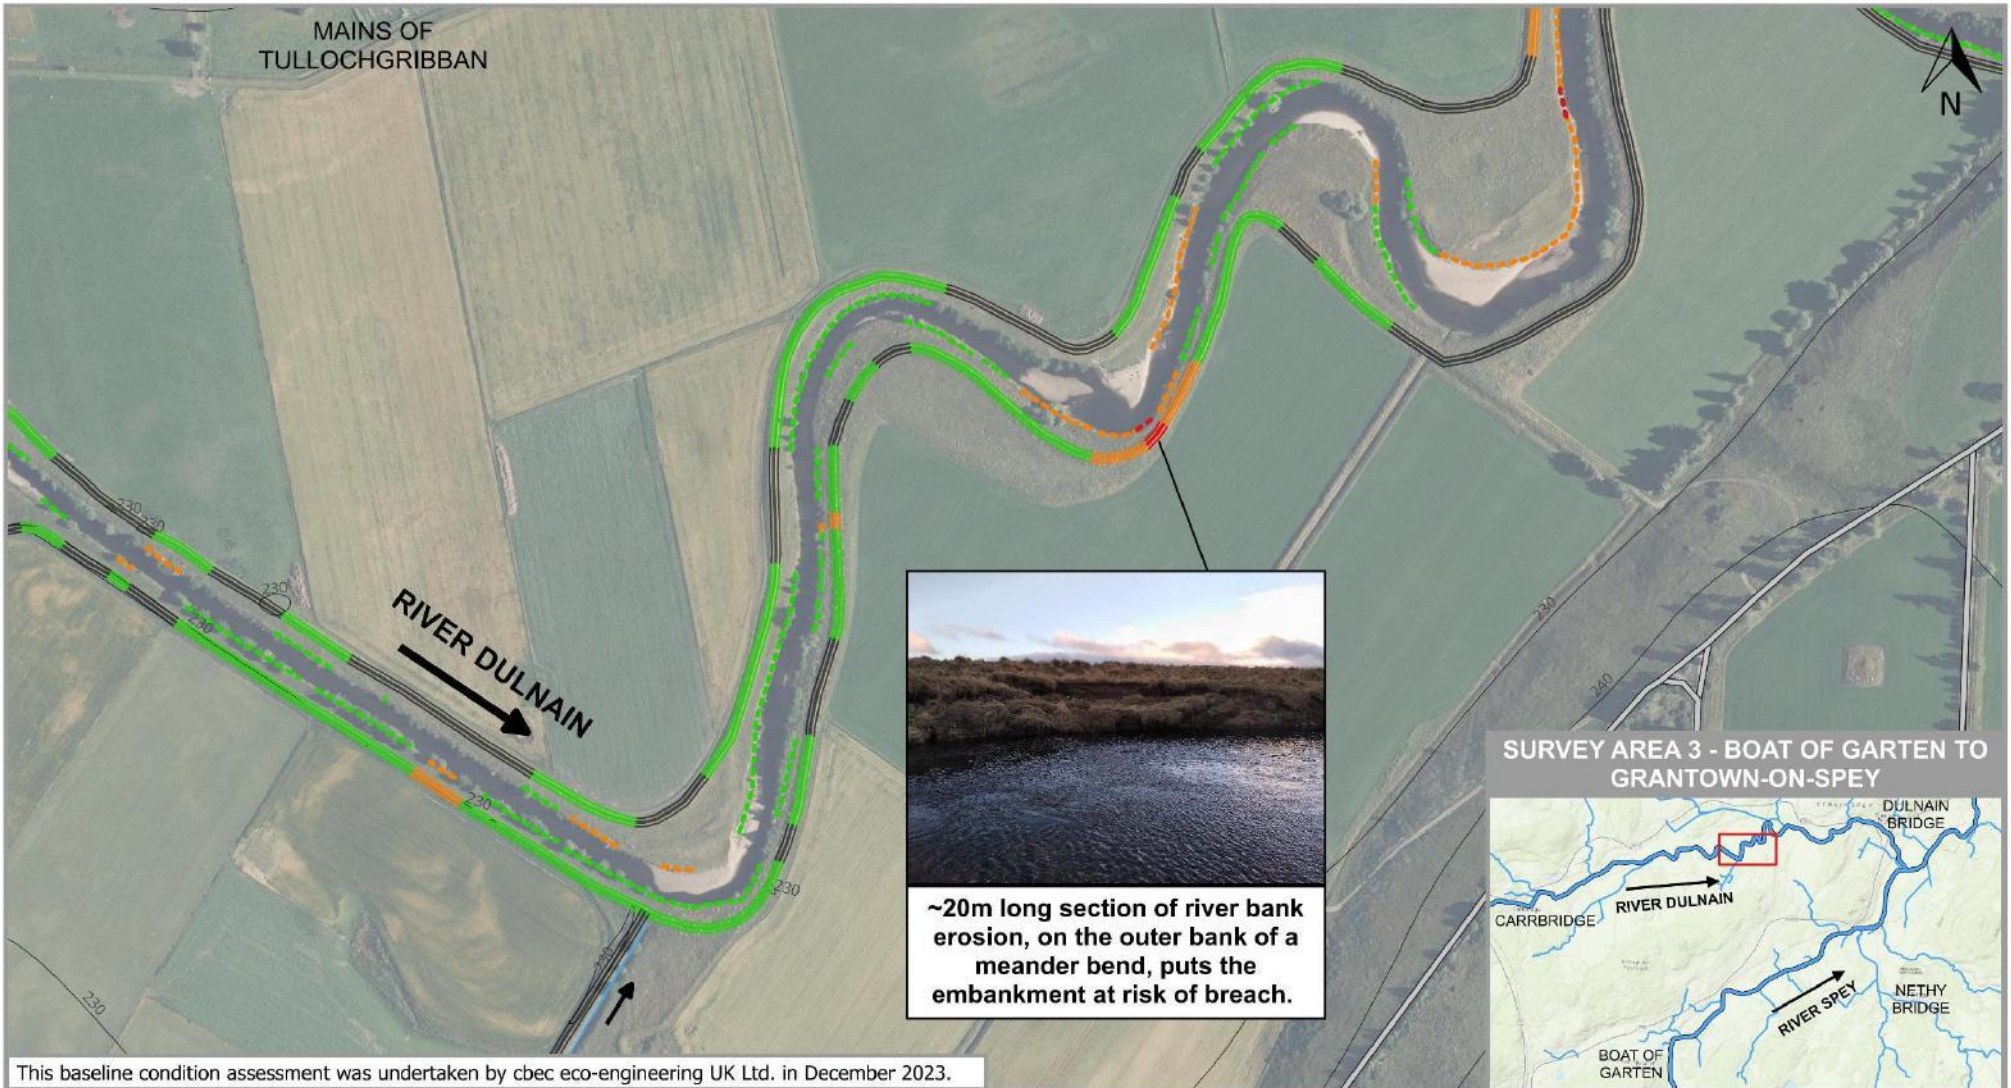 MAINS OF
TULLOCHGRIBBAN
N
230
230
230
230
RIVER DULNAIN
230
230
230
240
230
230
~20m long section of river bank
erosion, on the outer bank of a
meander bend, puts the
embankment at risk of breach.
SURVEY AREA 3 - BOAT OF GARTEN TO
GRANTOWN-ON-SPEY
DULNAIN
BRIDGE
CARRBRIDGE
RIVER DULNAIN
NETHY
BRIDGE
RIVER SPEY
BOAT OF
GARTEN
This baseline condition assessment was undertaken by cbec eco-engineering UK Ltd. in December 2023.